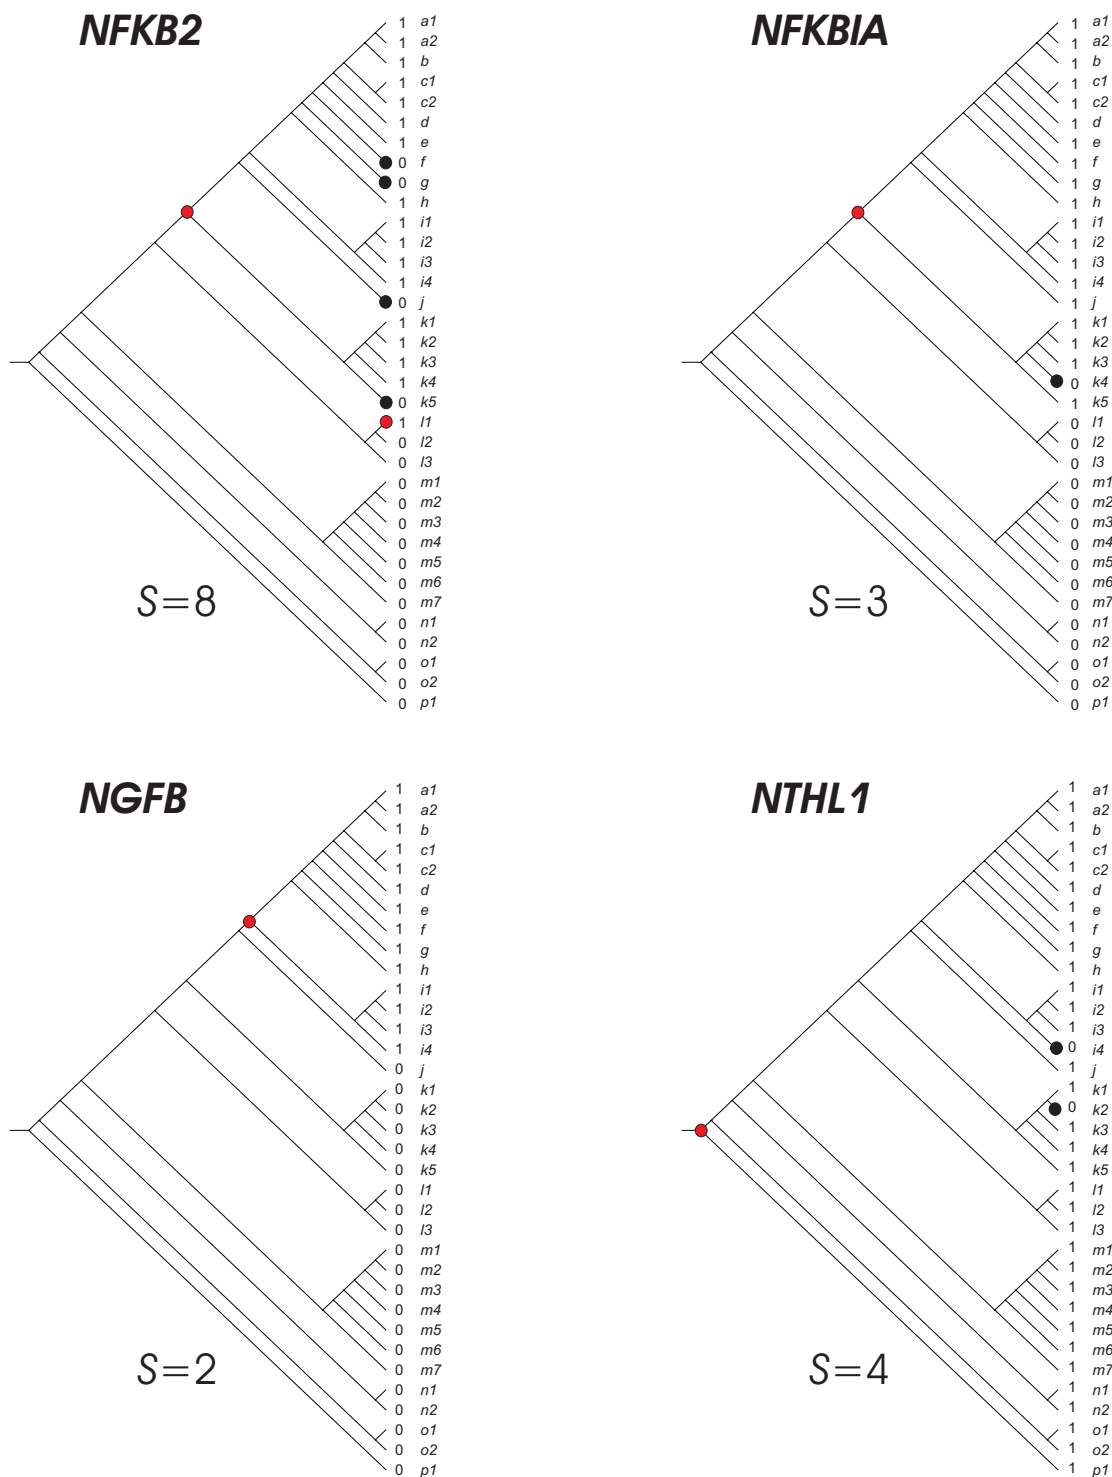 NFKB2
1 a1
1 a2
1 b
1 c1
1 c2
1 d
1 e
0 f
0 g
1 h
1 i1
1 i2
1 i3
1 i4
0 j
1 k1
1 k2
1 k3
1 k4
0 k5
1 l1
0 l2
0 l3
0 m1
0 m2
0 m3
0 m4
0 m5
0 m6
0 m7
0 n1
0 n2
0 o1
0 o2
0 p1
S=8
NFKBIA
1 a1
1 a2
1 b
1 c1
1 c2
1 d
1 e
1 f
1 g
1 h
1 i1
1 i2
1 i3
1 i4
1 j
1 k1
1 k2
1 k3
0 k4
1 k5
0 l1
0 l2
0 l3
0 m1
0 m2
0 m3
0 m4
0 m5
0 m6
0 m7
0 n1
0 n2
0 o1
0 o2
0 p1
S=3
NGFB
1 a1
1 a2
1 b
1 c1
1 c2
1 d
1 e
1 f
1 g
1 h
1 i1
1 i2
1 i3
1 i4
0 j
0 k1
0 k2
0 k3
0 k4
0 k5
0 l1
0 l2
0 l3
0 m1
0 m2
0 m3
0 m4
0 m5
0 m6
0 m7
0 n1
0 n2
0 o1
0 o2
0 p1
S=2
NTHL1
1 a1
1 a2
1 b
1 c1
1 c2
1 d
1 e
1 f
1 g
1 h
1 i1
1 i2
1 i3
0 i4
1 j
1 k1
0 k2
1 k3
1 k4
1 k5
1 l1
1 l2
1 l3
1 m1
1 m2
1 m3
1 m4
1 m5
1 m6
1 m7
1 n1
1 n2
1 o1
1 o2
1 p1
S=4